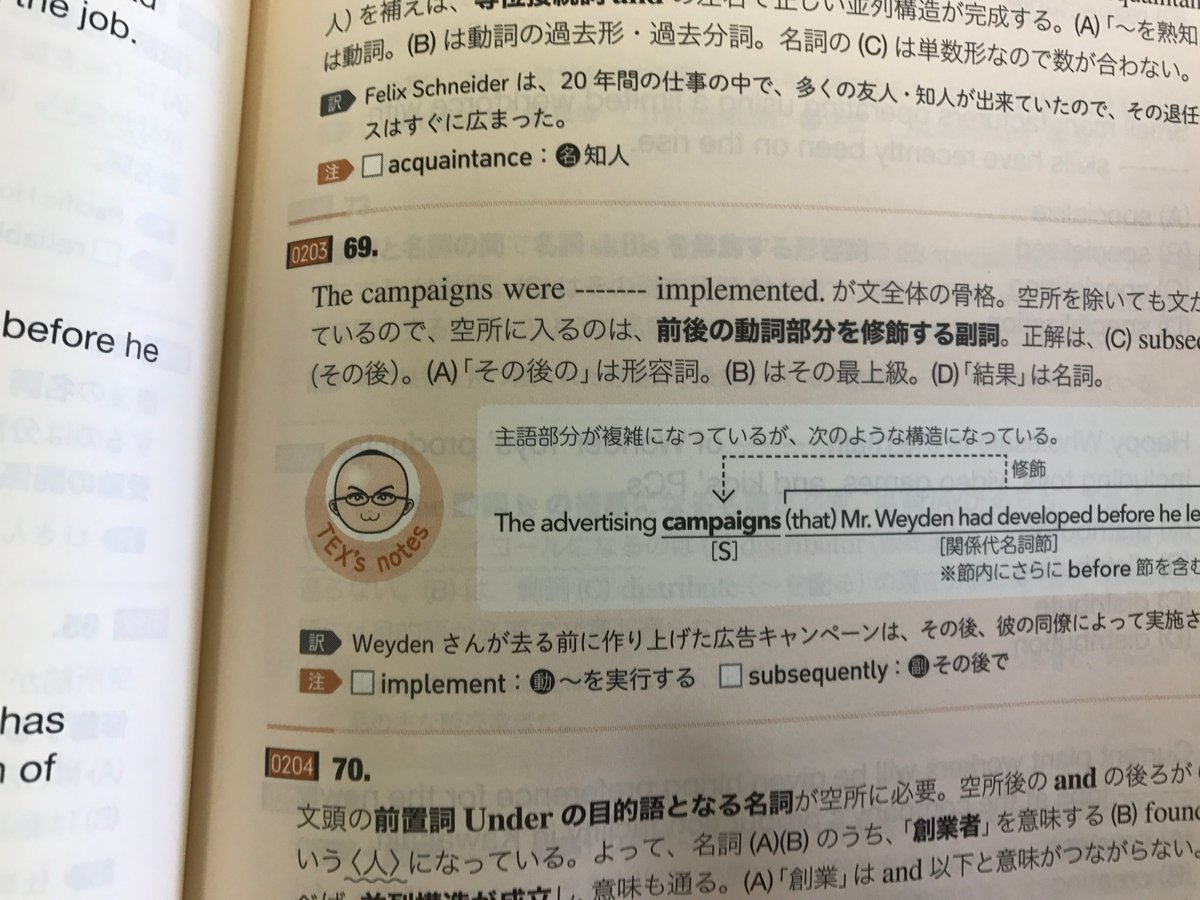 the job.
before he
has
of
人）を補えば、等位接続詞 and の左右で正しい並列構造が完成する。(A)「～を熟知
は動詞。(B) は動詞の過去形・過去分詞。名詞の (C) は単数形なので数が合わない。
訳 Felix Schneider は、20 年間の仕事の中で、多くの友人・知人が出来ていたので、その退任
スはすぐに広まった。
注 □ acquaintance：名 知人
0203 69.
The campaigns were ------- implemented. が文全体の骨格。空所を除いても文が
ているので、空所に入るのは、前後の動詞部分を修飾する副詞。正解は、(C)
(その後)。(A)「その後の」は形容詞。(B) はその最上級。(D)「結果」は名詞。
主語部分が複雑になっているが、次のような構造になっている。
修飾
The advertising campaigns (that) Mr. Weyden had developed before he
[S] [関係代名詞節]
※節内にさらに before 節を含む
TEX's notes
訳 Weyden さんが去る前に作り上げた広告キャンペーンは、その後、彼の同僚によって実施さ
注 □ implement：動 ～を実行する □ subsequently：副 その後で
0204 70.
文頭の前置詞 Under の目的語となる名詞が空所に必要。空所後の and の後ろが
いう〈人〉になっている。よって、名詞 (A)(B) のうち、「創業者」を意味する (B)
並列構造が成立し、意味も通る。(A)「創業」は and 以下と意味がつながらない。